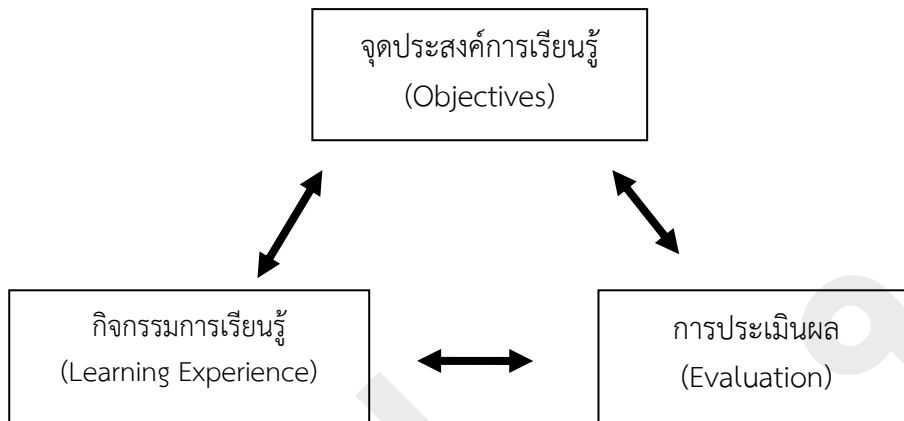 จุดประสงค์การเรียนรู้
(Objectives)
กิจกรรมการเรียนรู้
(Learning Experience)
การประเมินผล
(Evaluation)